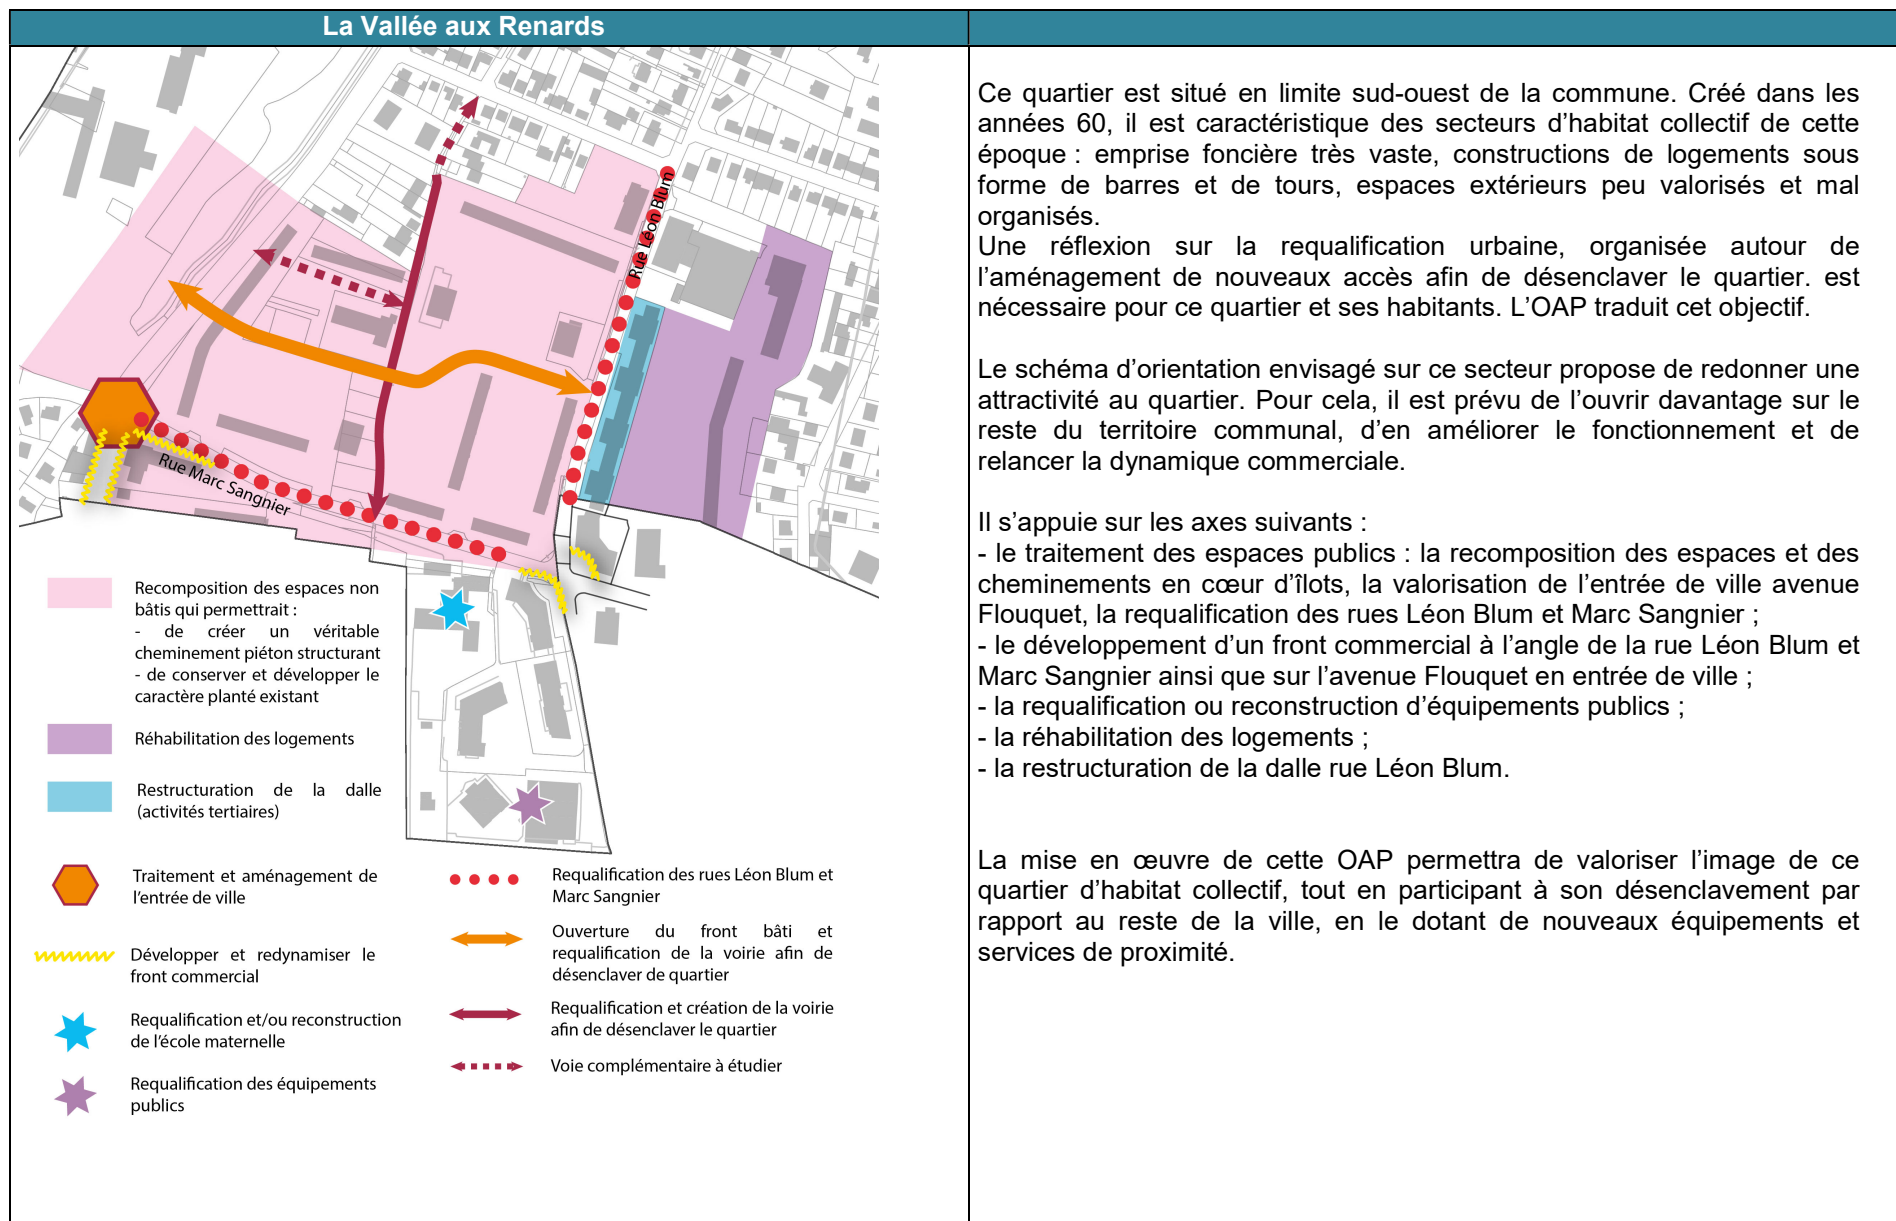 La Vallée aux Renards
Rue Léon Blum
Rue Marc Sangnier
Recomposition des espaces non
bâtis qui permettrait :
- de créer un véritable
cheminement piéton structurant
- de conserver et développer le
caractère planté existant
Réhabilitation des logements
Restructuration de la dalle
(activités tertiaires)
Traitement et aménagement de
l'entrée de ville
Développer et redynamiser le
front commercial
Requalification et/ou reconstruction
de l'école maternelle
Requalification des équipements
publics
Requalification des rues Léon Blum et
Marc Sangnier
Ouverture du front bâti et
requalification de la voirie afin de
désenclaver de quartier
Requalification et création de la voirie
afin de désenclaver le quartier
Voie complémentaire à étudier
Ce quartier est situé en limite sud-ouest de la commune. Créé dans les
années 60, il est caractéristique des secteurs d'habitat collectif de cette
époque : emprise foncière très vaste, constructions de logements sous
forme de barres et de tours, espaces extérieurs peu valorisés et mal
organisés.
Une réflexion sur la requalification urbaine, organisée autour de
l'aménagement de nouveaux accès afin de désenclaver le quartier. est
nécessaire pour ce quartier et ses habitants. L'OAP traduit cet objectif.
Le schéma d'orientation envisagé sur ce secteur propose de redonner une
attractivité au quartier. Pour cela, il est prévu de l'ouvrir davantage sur le
reste du territoire communal, d'en améliorer le fonctionnement et de
relancer la dynamique commerciale.
Il s'appuie sur les axes suivants :
- le traitement des espaces publics : la recomposition des espaces et des
cheminements en cœur d'îlots, la valorisation de l'entrée de ville avenue
Flouquet, la requalification des rues Léon Blum et Marc Sangnier ;
- le développement d'un front commercial à l'angle de la rue Léon Blum et
Marc Sangnier ainsi que sur l'avenue Flouquet en entrée de ville ;
- la requalification ou reconstruction d'équipements publics ;
- la réhabilitation des logements ;
- la restructuration de la dalle rue Léon Blum.
La mise en œuvre de cette OAP permettra de valoriser l'image de ce
quartier d'habitat collectif, tout en participant à son désenclavement par
rapport au reste de la ville, en le dotant de nouveaux équipements et
services de proximité.